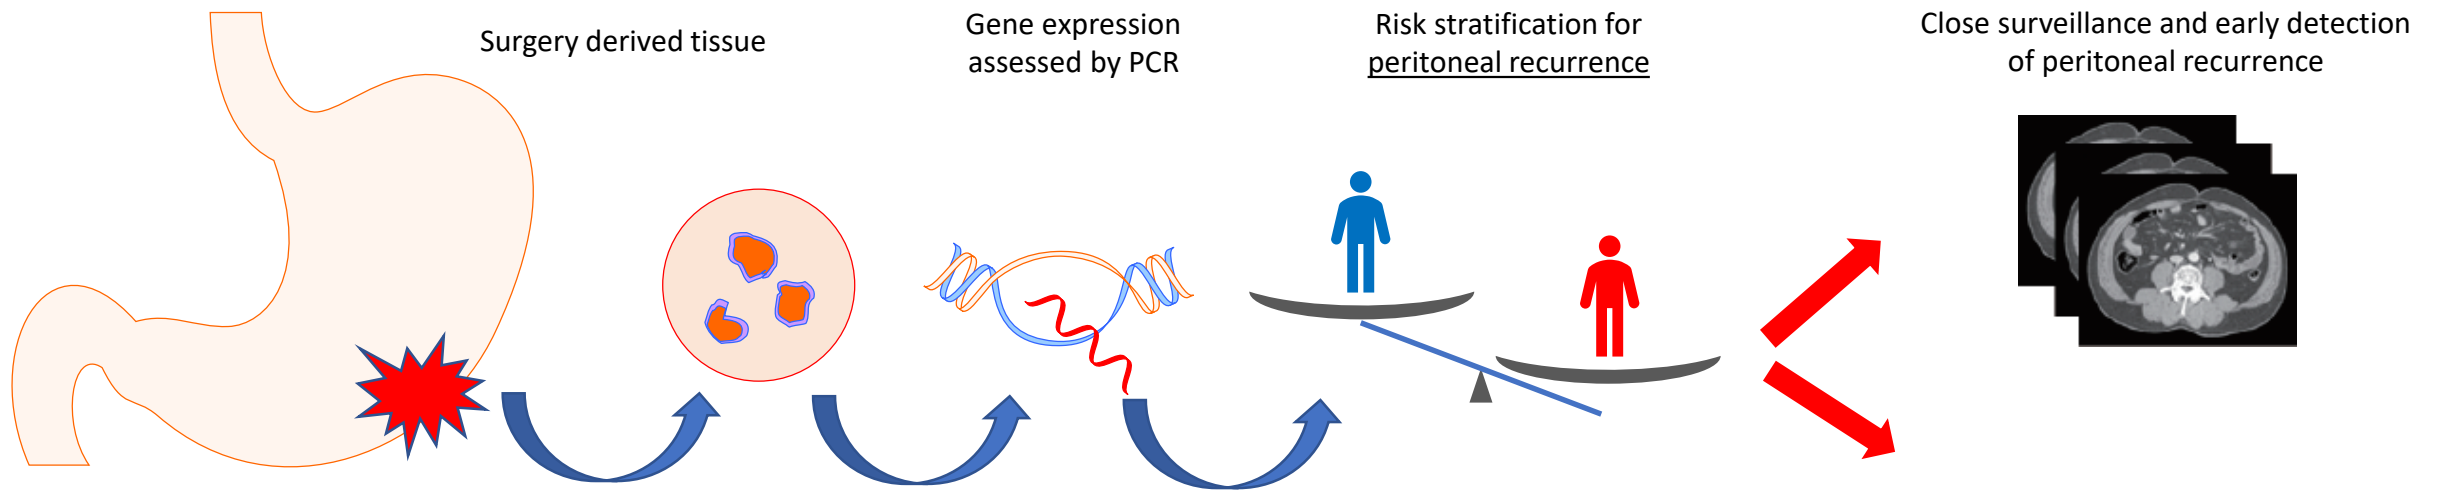 Surgery derived tissue
Gene expression
assessed by PCR
Risk stratification for
peritoneal recurrence
Close surveillance and early detection
of peritoneal recurrence